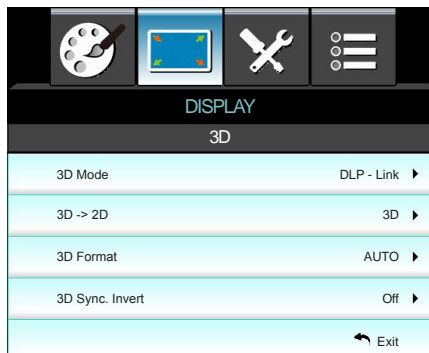 DISPLAY
3D
3D Mode DLP - Link
3D -> 2D 3D
3D Format AUTO
3D Sync. Invert Off
Exit